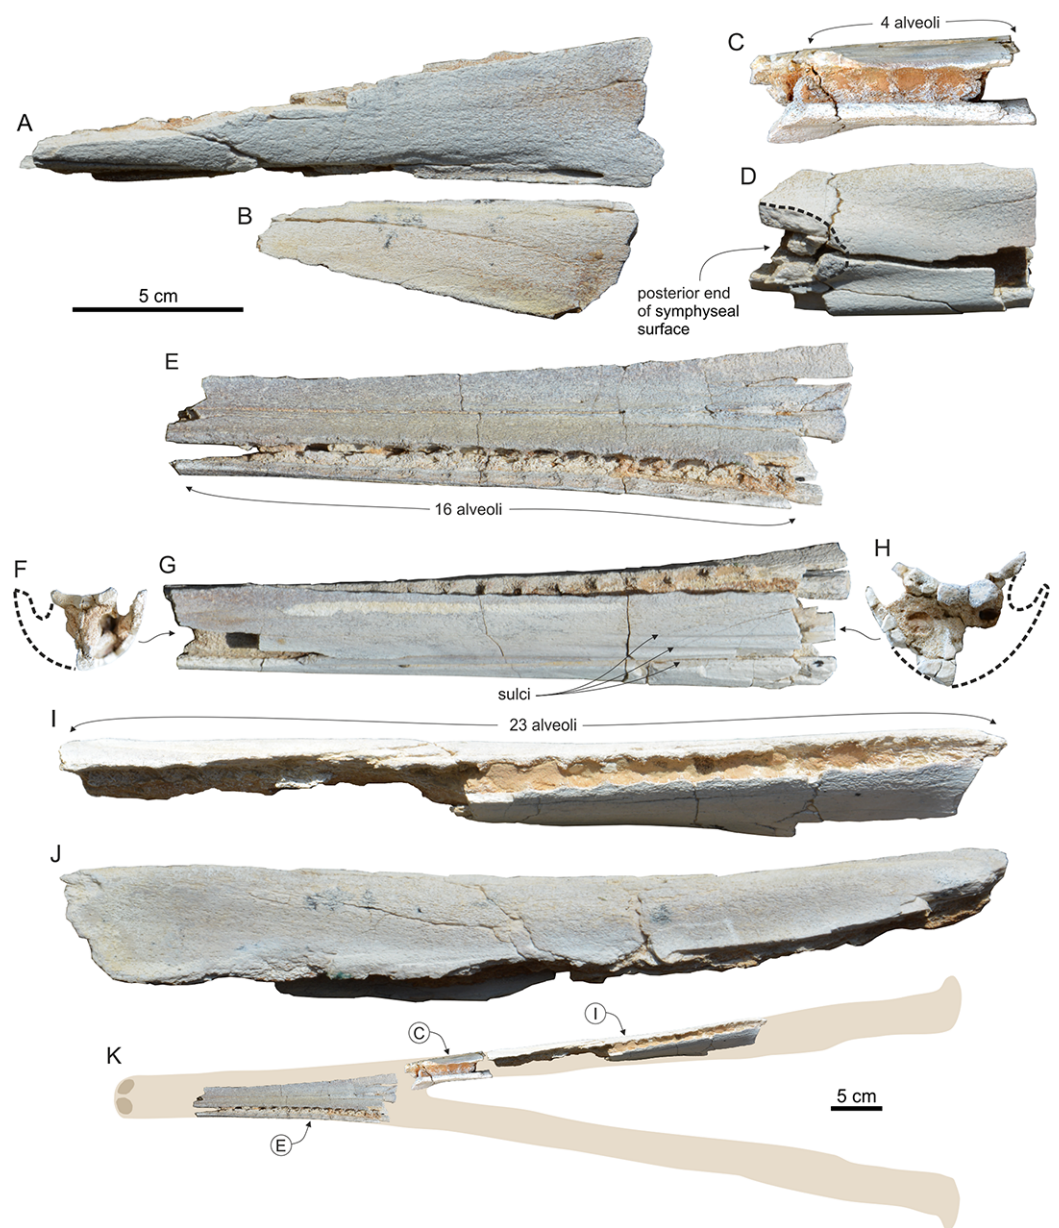 4 alveoli
C
A
D
B
5 cm
posterior end
of symphyseal
surface
E
16 alveoli
F
G
H
sulci
I
23 alveoli
J
K
C
I
E
5 cm